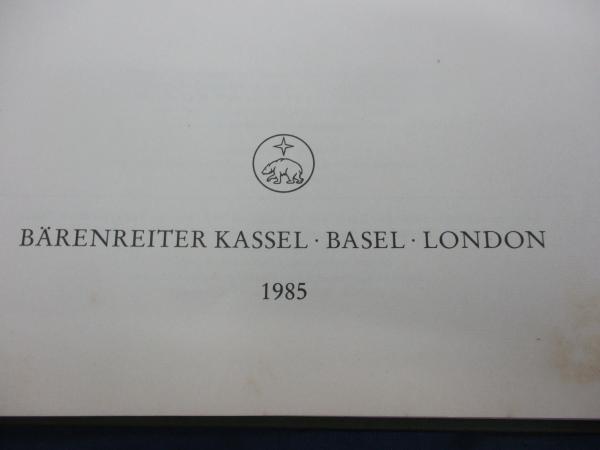 BÄRENREITER KASSEL · BASEL · LONDON
1985